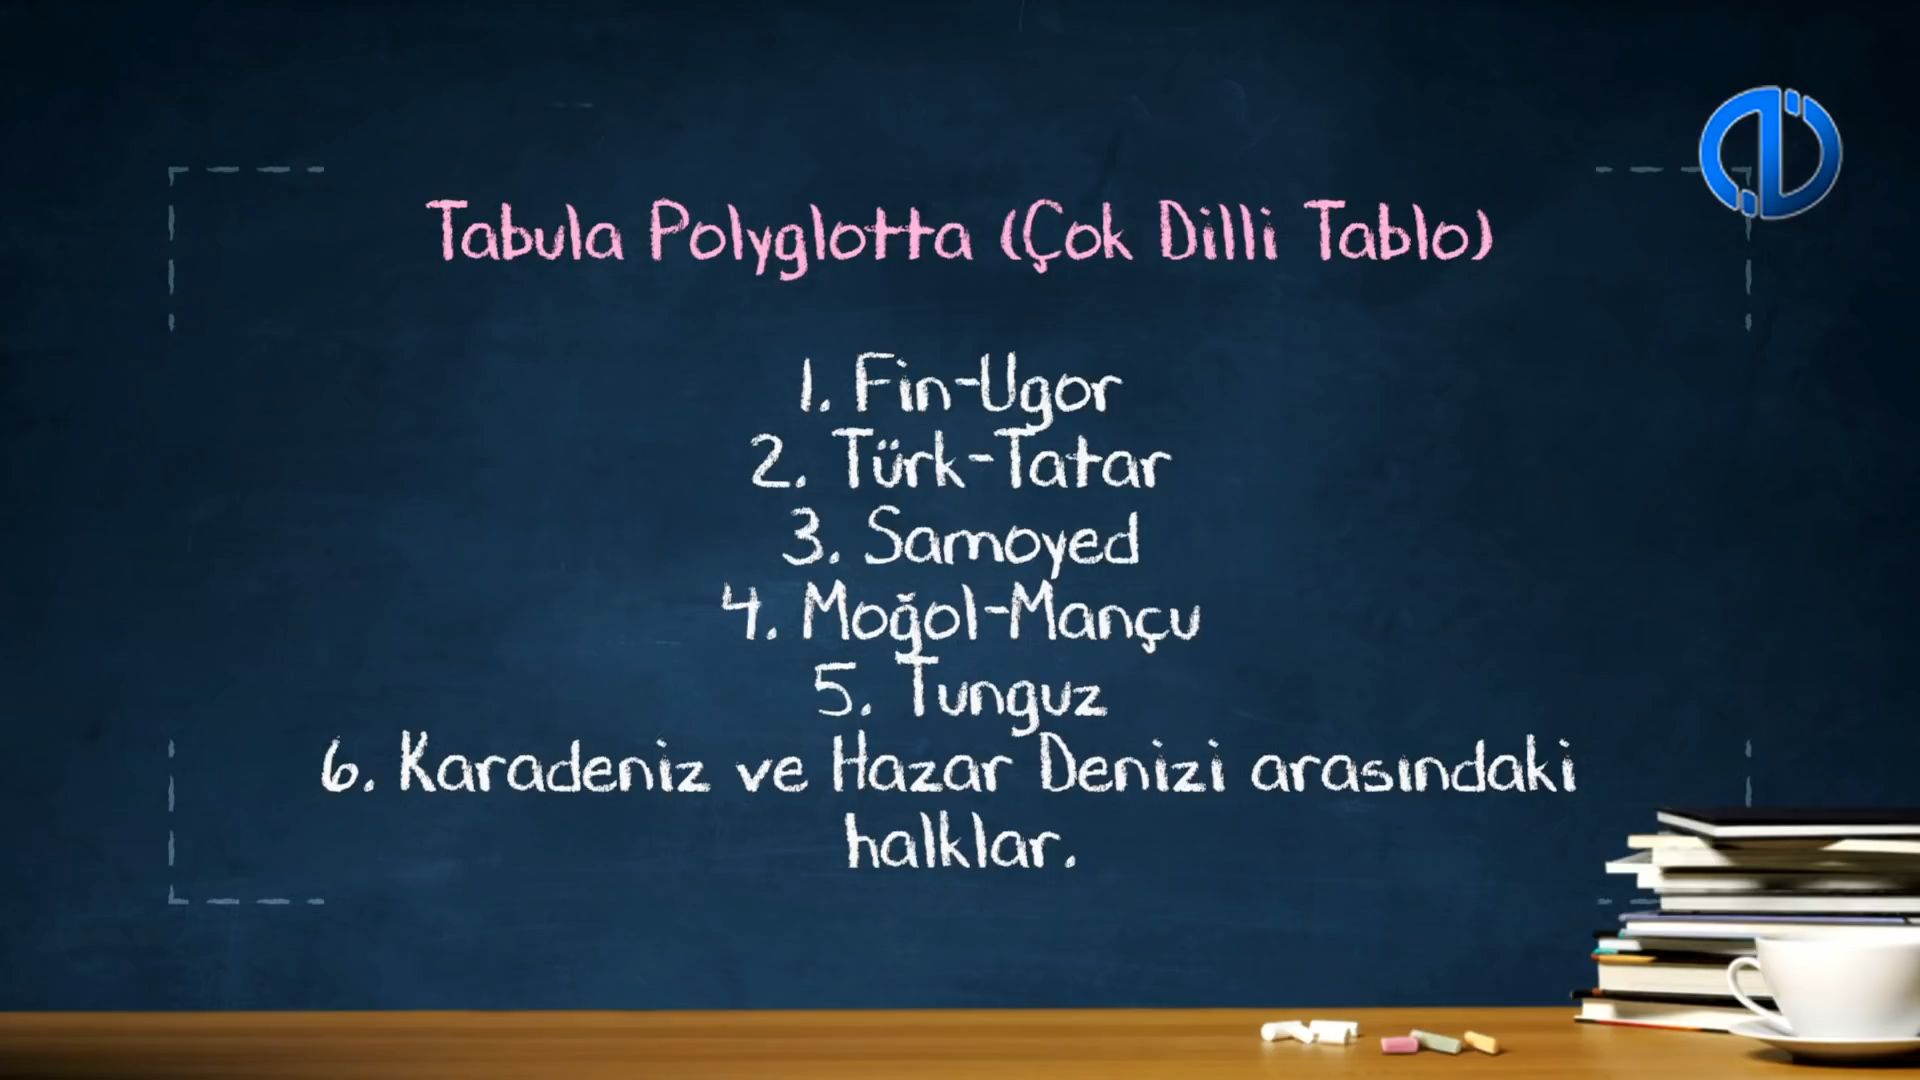 Tabula Polyglotta (Çok Dilli Tablo)
1. Fin-Ugor
2. Türk-Tatar
3. Samoyed
4. Moğol-Mançu
5. Tunguz
6. Karadeniz ve Hazar Denizi arasındaki
halklar.